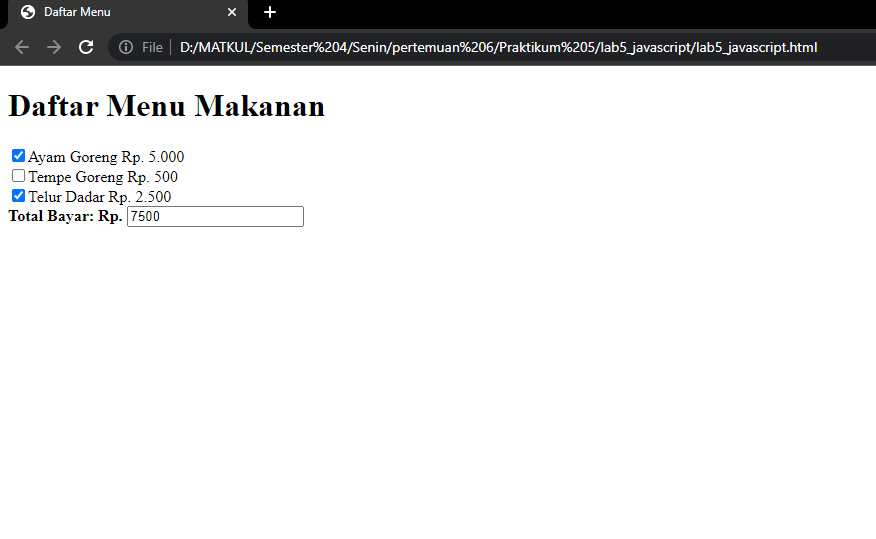 Daftar Menu
File
D:/MATKUL/Semester%204/Senin/pertemuan%206/Praktikum%205/lab5_javascript/lab5_javascript.html
Daftar Menu Makanan
Ayam Goreng Rp. 5.000
Tempe Goreng Rp. 500
Telur Dadar Rp. 2.500
Total Bayar: Rp. 7500